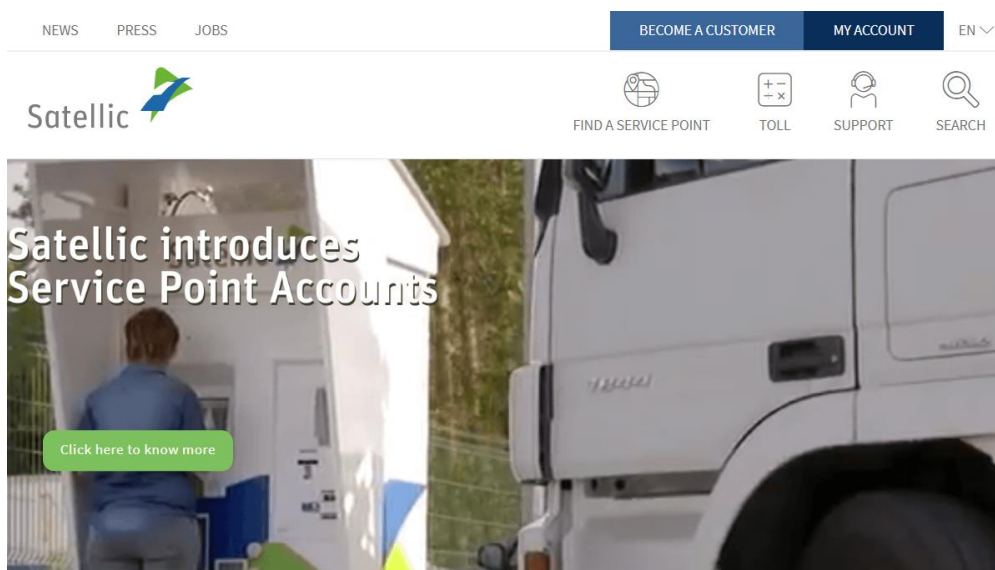 NEWS PRESS JOBS BECOME A CUSTOMER MY ACCOUNT EN
Satellic
FIND A SERVICE POINT TOLL SUPPORT SEARCH
Satellic introduces
Service Point Accounts
1844
Click here to know more